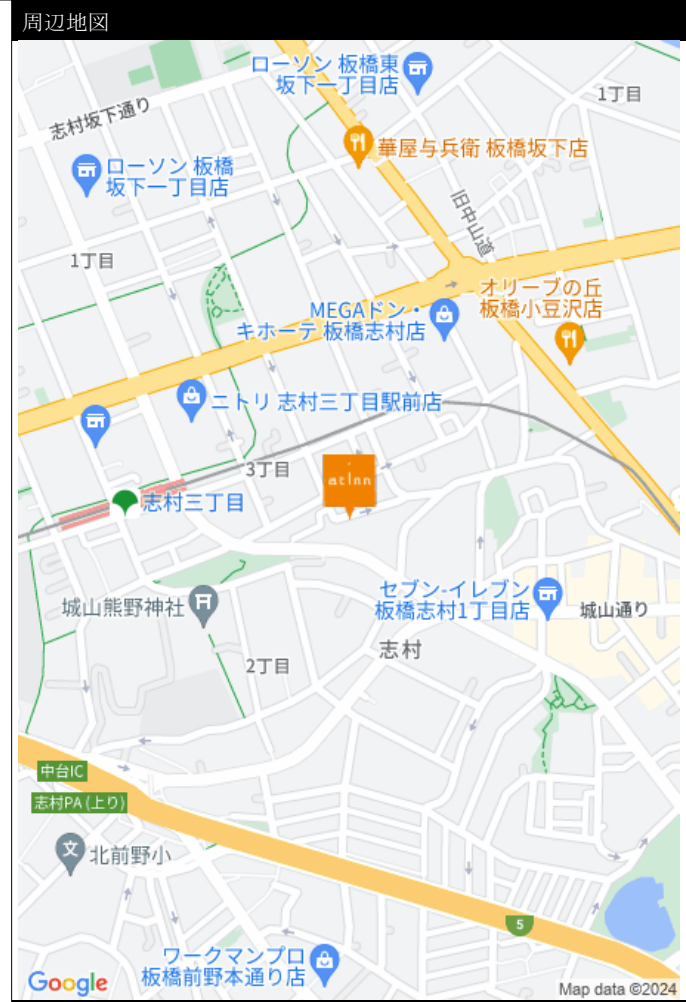 周辺地図
ローソン 板橋東
坂下一丁目店
1丁目
志村坂下通り
華屋与兵衛 板橋坂下店
ローソン 板橋
坂下一丁目店
旧中山道
1丁目
オリーブの丘
板橋小豆沢店
MEGAドン・
キホーテ 板橋志村店
ニトリ 志村三丁目駅前店
3丁目
at inn
志村三丁目
セブン-イレブン
板橋志村1丁目店
城山熊野神社
城山通り
志村
2丁目
中台IC
志村PA (上り)
文
北前野小
5
ワークマンプロ
板橋前野本通り店
Google
Map data ©2024